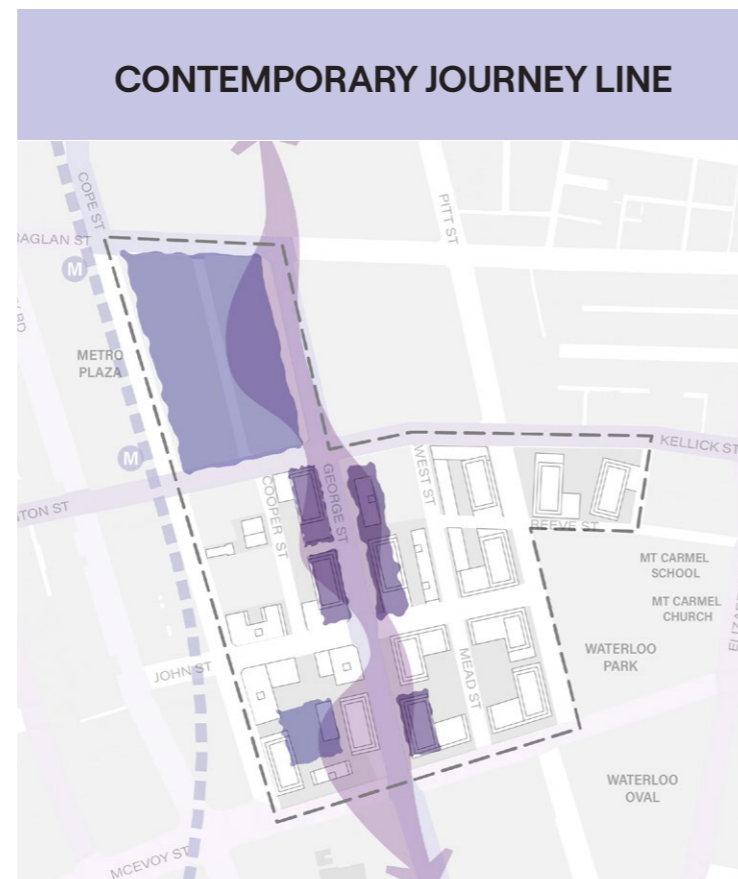 CONTEMPORARY JOURNEY LINE
COPE ST
PITT ST
AGLAN ST
M
METRO
PLAZA
M
KELLICK ST
WEST ST
GEORGE ST
COOPER ST
TON ST
REEVE ST
MT CARMEL
SCHOOL
MT CARMEL
CHURCH
WATERLOO
PARK
JOHN ST
MEAD ST
WATERLOO
OVAL
MCEVOY ST